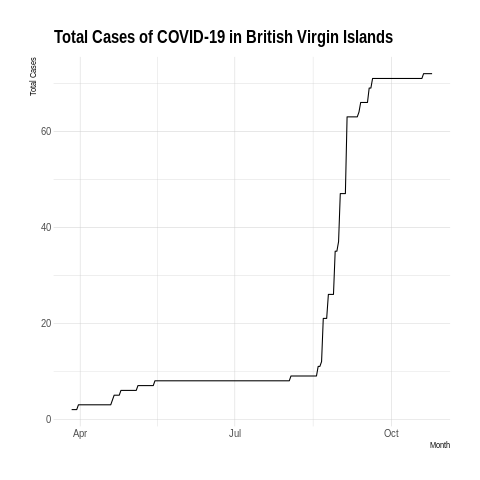 Total Cases of COVID-19 in British Virgin Islands
Total Cases
60
40
20
0
Apr
Jul
Oct
Month